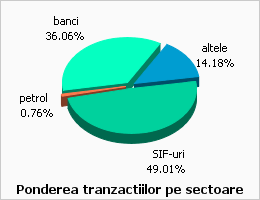 banci
36.06%
altele
14.18%
petrol
0.76%
SIF-uri
49.01%
Ponderea tranzactiilor pe sectoare